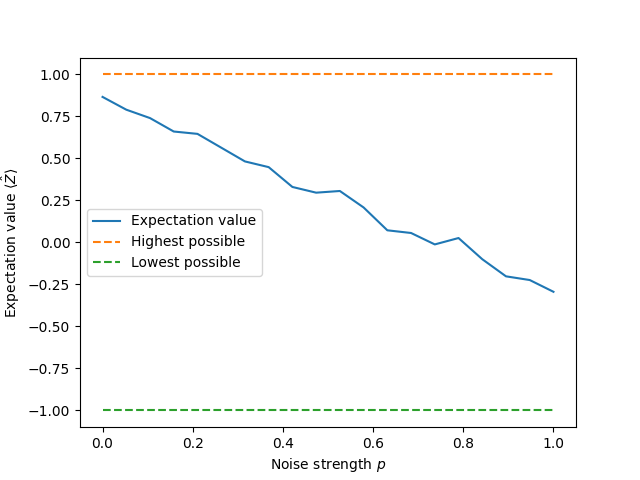 1.00
0.75
0.50
0.25
0.00
−0.25
−0.50
−0.75
−1.00
Expectation value ⟨Ẑ⟩
Expectation value
Highest possible
Lowest possible
0.0 0.2 0.4 0.6 0.8 1.0
Noise strength p